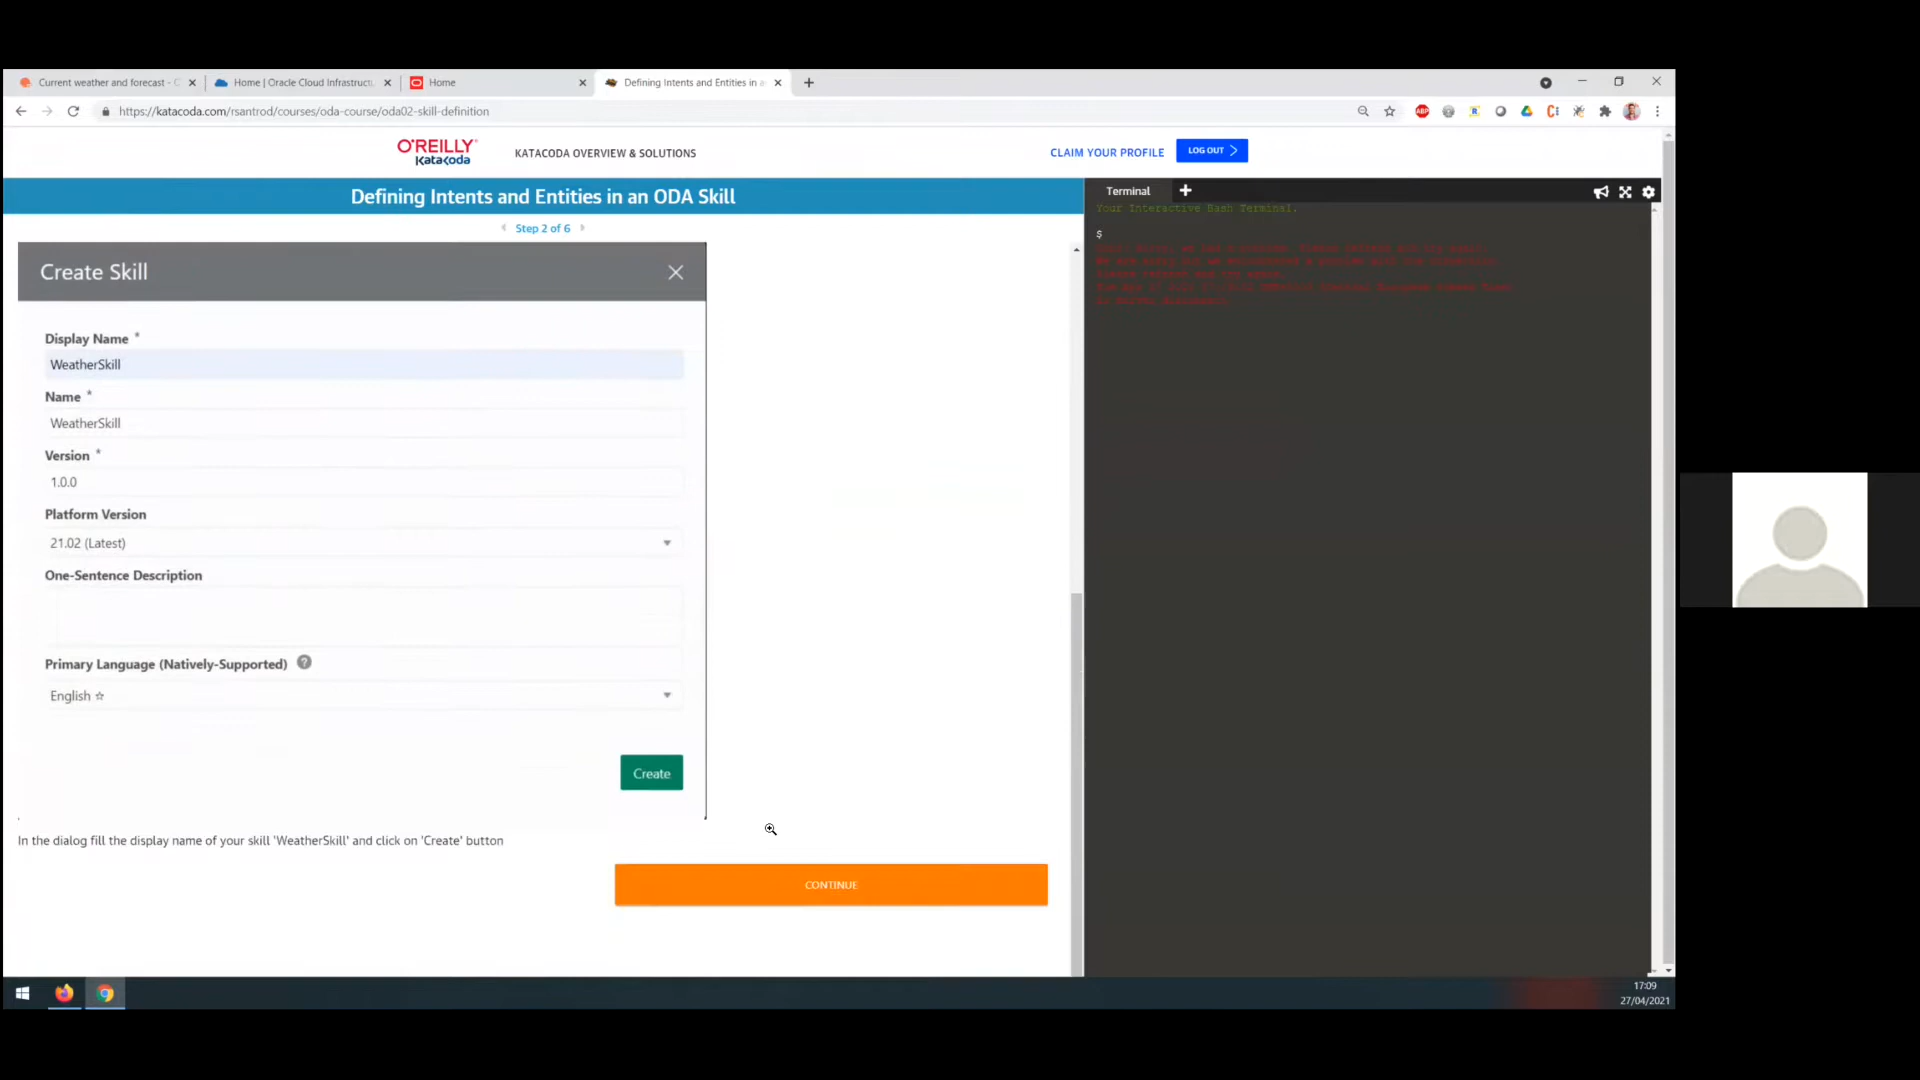 Current weather and forecast - C
Home | Oracle Cloud Infrastructu
Home
Defining Intents and Entities in a
https://katacoda.com/rsantrod/courses/oda-course/oda02-skill-definition
ABP
O'REILLY
Katacoda
KATACODA OVERVIEW & SOLUTIONS
CLAIM YOUR PROFILE
LOG OUT
Defining Intents and Entities in an ODA Skill
Step 2 of 6
Terminal
Your Interactive Bash Terminal.
$
Create Skill
Display Name *
WeatherSkill
Name *
WeatherSkill
Version *
1.0.0
Platform Version
21.02 (Latest)
One-Sentence Description
Primary Language (Natively-Supported) ?
English ☆
Create
In the dialog fill the display name of your skill 'WeatherSkill' and click on 'Create' button
CONTINUE
17:09
27/04/2021